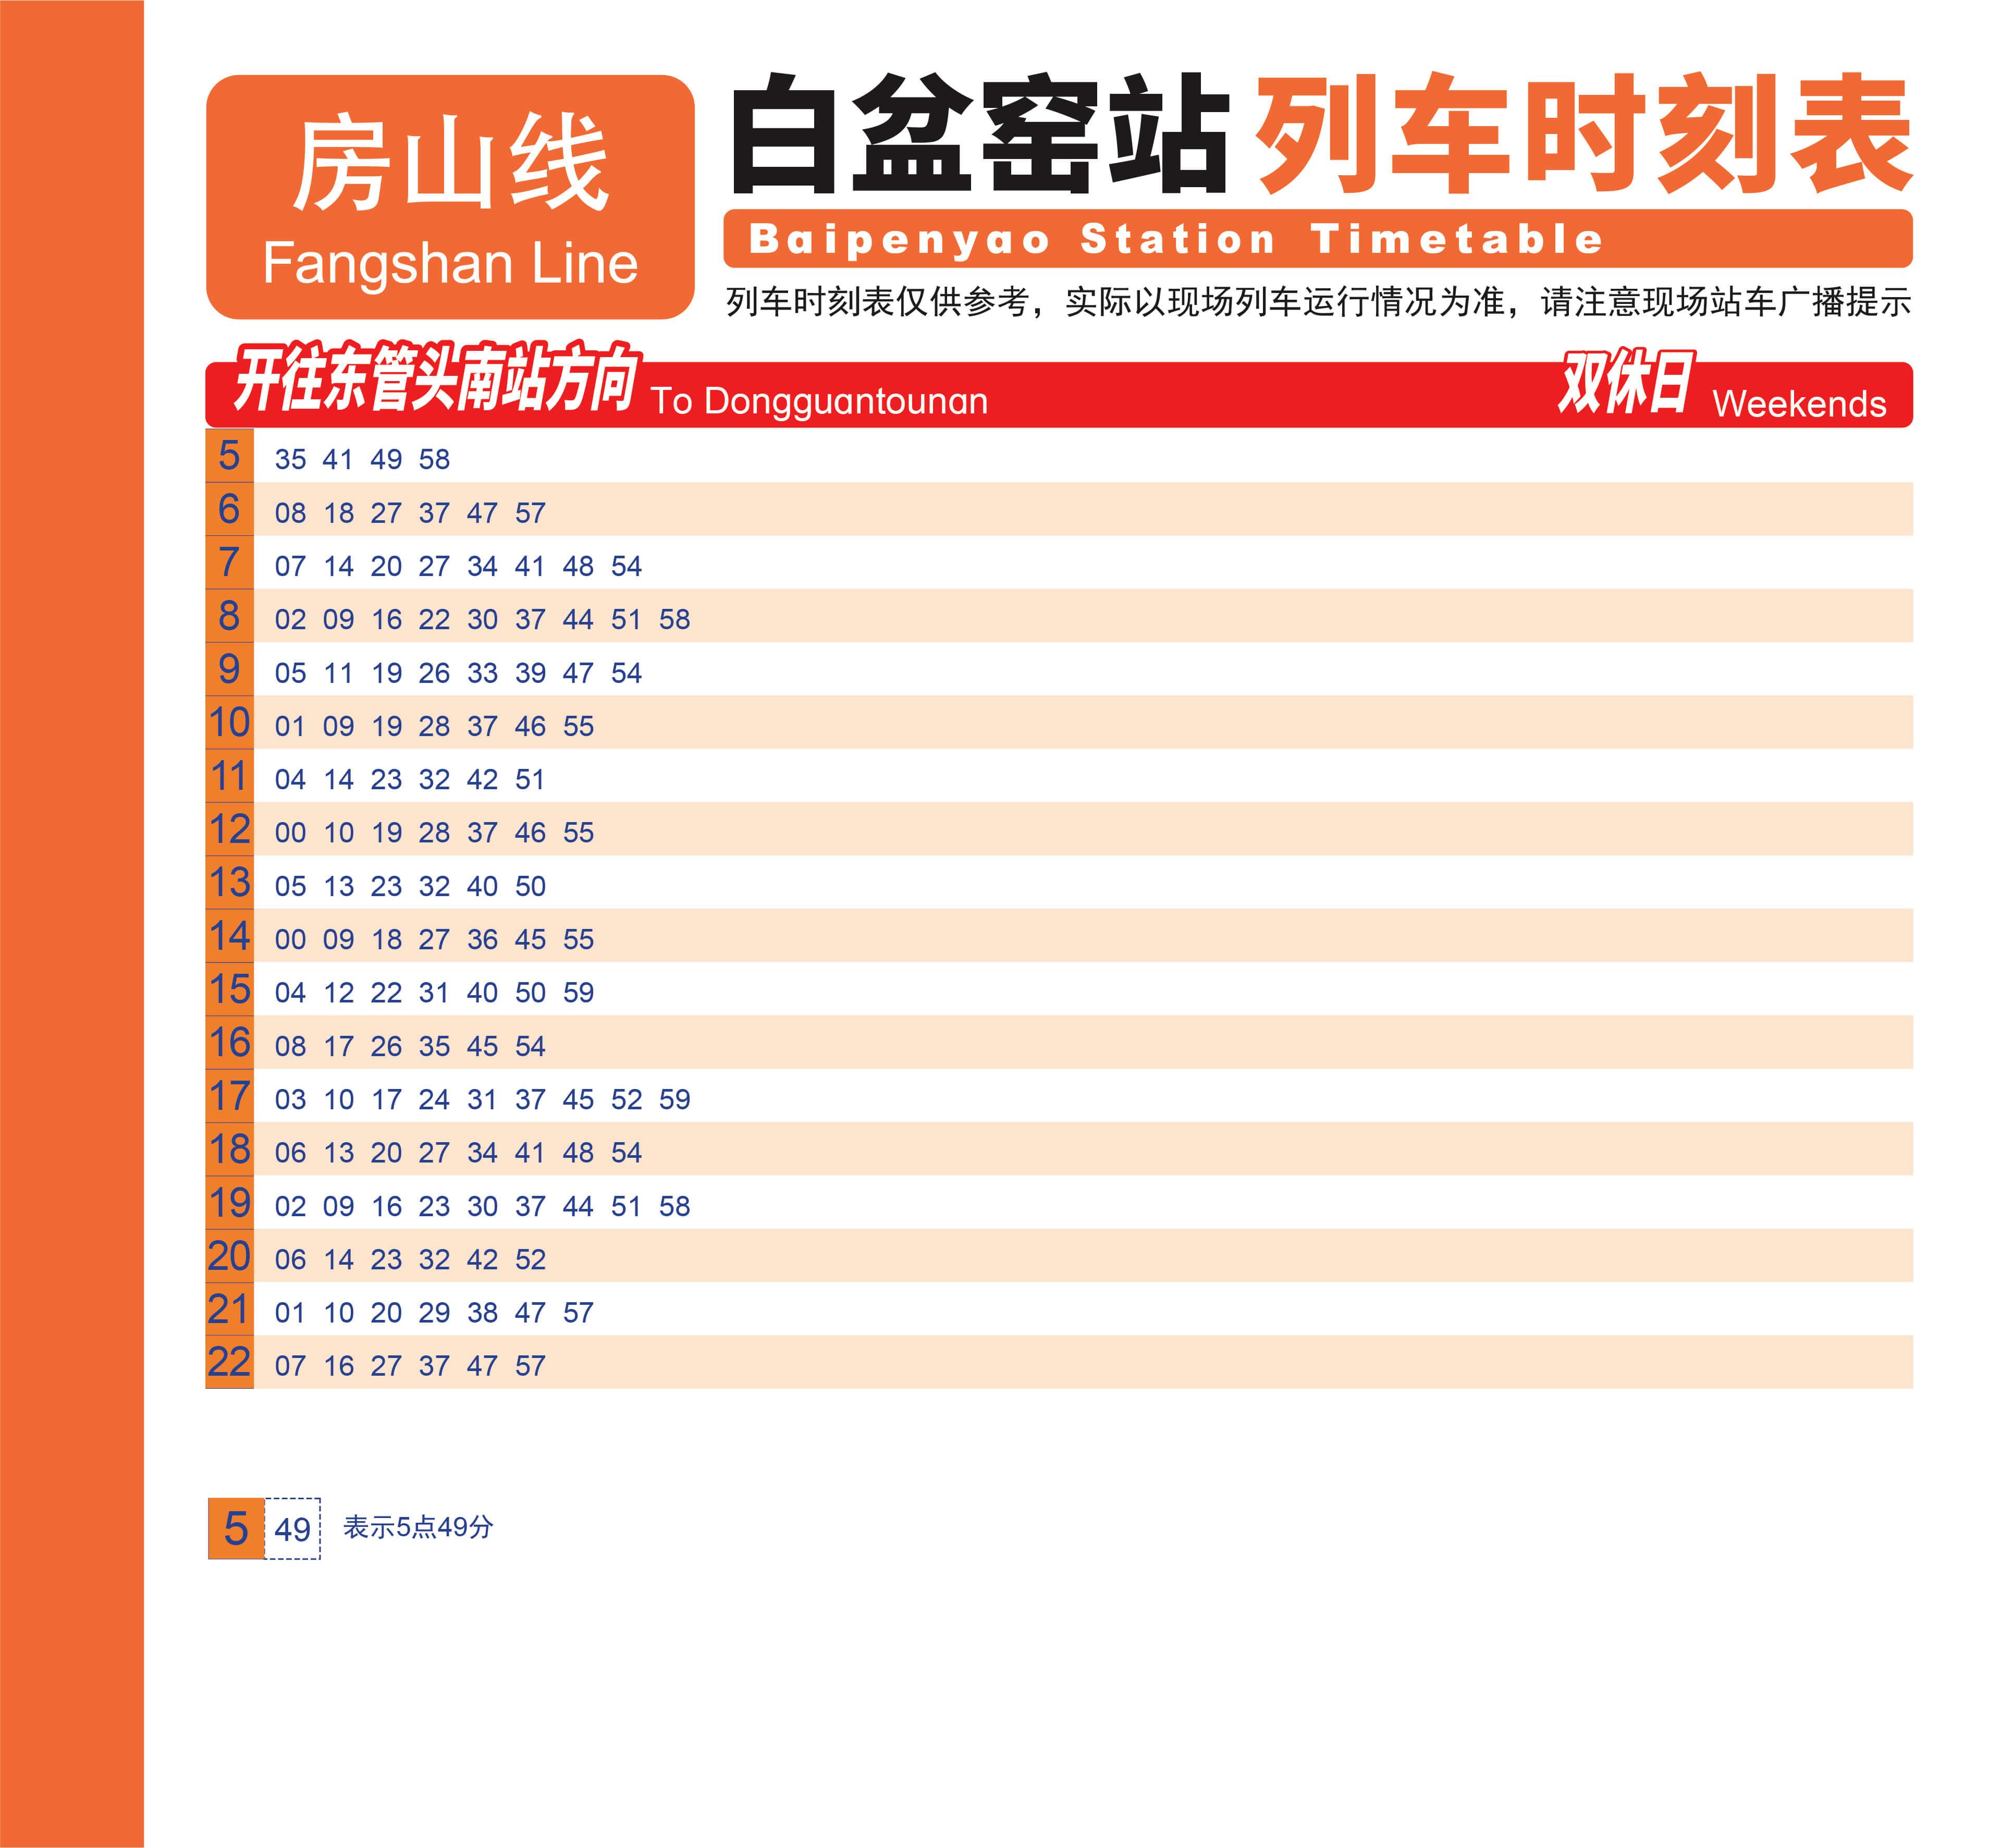 房山线
Fangshan Line
白盆窑站 列车时刻表
Baipenyao Station Timetable
列车时刻表仅供参考，实际以现场列车运行情况为准，请注意现场站车广播提示
开往东管头南站方向 To Dongguantounan 双休日 Weekends
5 35 41 49 58
6 08 18 27 37 47 57
7 07 14 20 27 34 41 48 54
8 02 09 16 22 30 37 44 51 58
9 05 11 19 26 33 39 47 54
10 01 09 19 28 37 46 55
11 04 14 23 32 42 51
12 00 10 19 28 37 46 55
13 05 13 23 32 40 50
14 00 09 18 27 36 45 55
15 04 12 22 31 40 50 59
16 08 17 26 35 45 54
17 03 10 17 24 31 37 45 52 59
18 06 13 20 27 34 41 48 54
19 02 09 16 23 30 37 44 51 58
20 06 14 23 32 42 52
21 01 10 20 29 38 47 57
22 07 16 27 37 47 57
5 49 表示5点49分